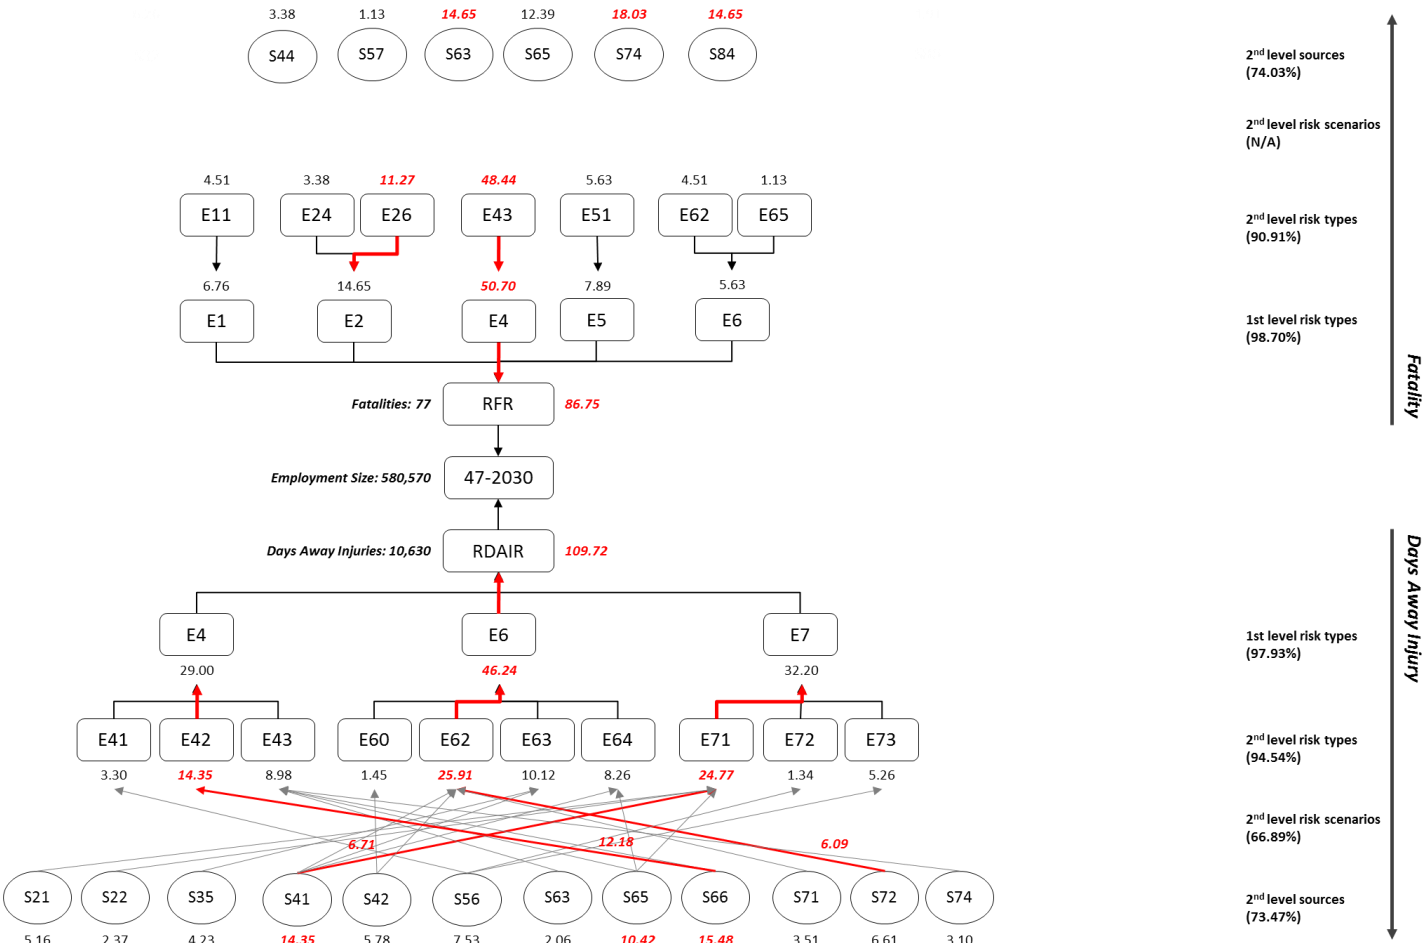 3.38 1.13 14.65 12.39 18.03 14.65
S44 S57 S63 S65 S74 S84
2nd level sources
(74.03%)
2nd level risk scenarios
(N/A)
4.51 3.38 11.27 48.44 5.63 4.51 1.13
E11 E24 E26 E43 E51 E62 E65
2nd level risk types
(90.91%)
6.76 14.65 50.70 7.89 5.63
E1 E2 E4 E5 E6
1st level risk types
(98.70%)
Fatality
Fatalities: 77 RFR 86.75
Employment Size: 580,570 47-2030
Days Away Injuries: 10,630 RDAIR 109.72
Days Away Injury
E4 E6 E7
1st level risk types
(97.93%)
29.00 46.24 32.20
E41 E42 E43 E60 E62 E63 E64 E71 E72 E73
2nd level risk types
(94.54%)
3.30 14.35 8.98 1.45 25.91 10.12 8.26 24.77 1.34 5.26
2nd level risk scenarios
(66.89%)
6.71 12.18 6.09
S21 S22 S35 S41 S42 S56 S63 S65 S66 S71 S72 S74
2nd level sources
(73.47%)
5.16 2.37 4.23 14.35 5.78 7.53 2.06 10.42 15.48 3.51 6.61 3.10